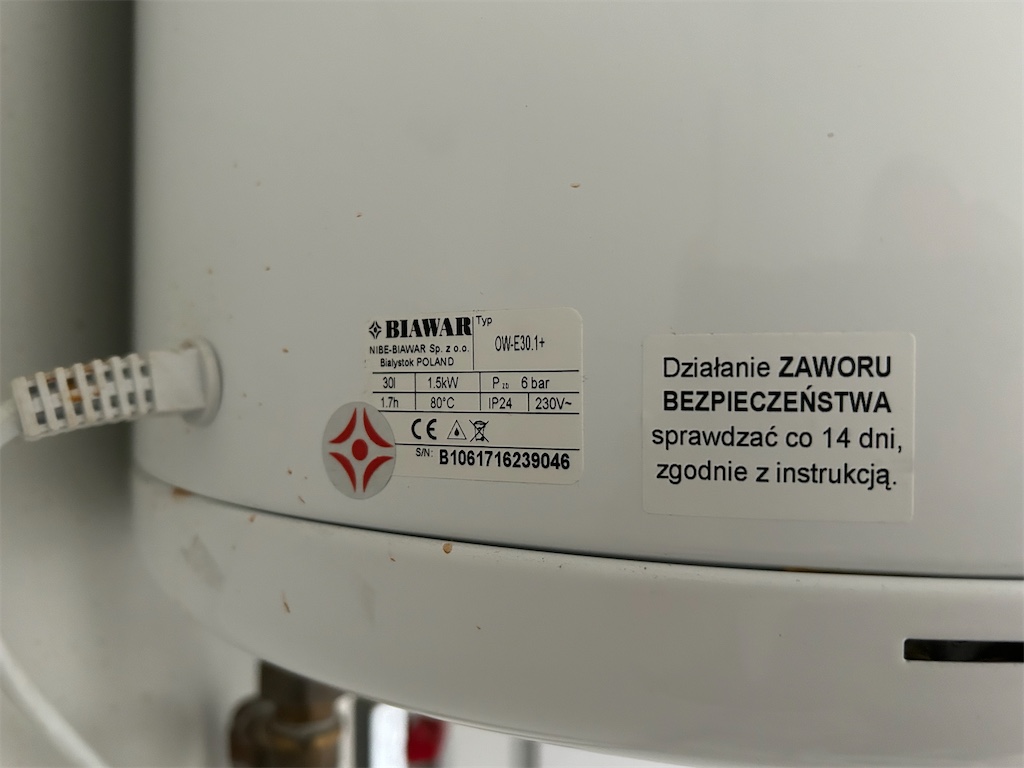 BIAWAR
NIBE-BIAWAR Sp. z o.o.
Białystok POLAND
Typ
OW-E30.1+
30l 1.5kW Pzb 6 bar
1.7h 80°C IP24 230V~
CE
S/N: B1061716239046
Działanie ZAWORU
BEZPIECZEŃSTWA
sprawdzać co 14 dni,
zgodnie z instrukcją.